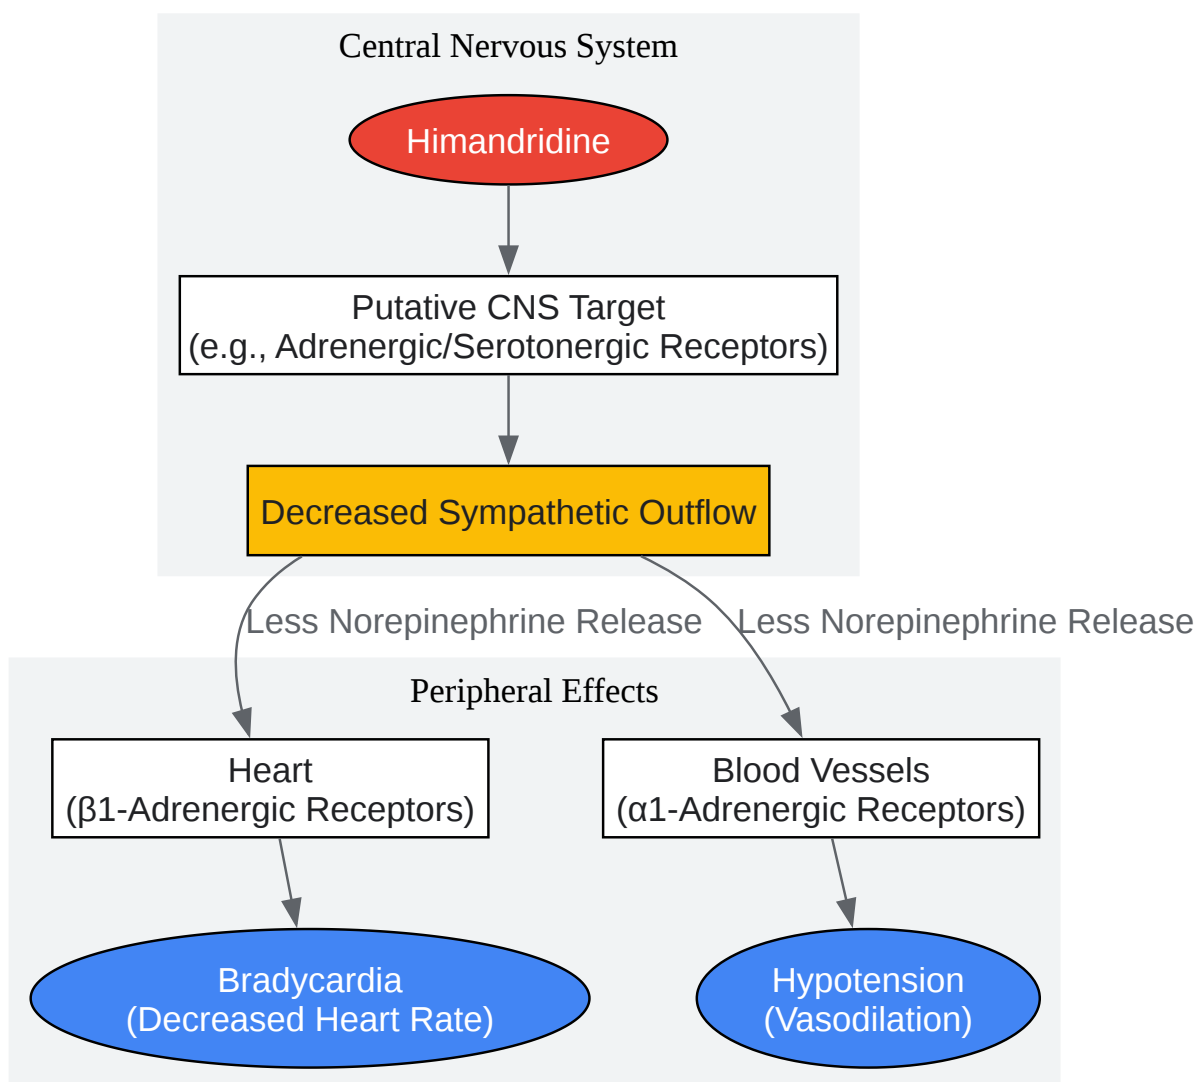 Central Nervous System
Himandridine
Putative CNS Target
(e.g., Adrenergic/Serotonergic Receptors)
Decreased Sympathetic Outflow
Less Norepinephrine Release
Less Norepinephrine Release
Peripheral Effects
Heart
(β1-Adrenergic Receptors)
Blood Vessels
(α1-Adrenergic Receptors)
Bradycardia
(Decreased Heart Rate)
Hypotension
(Vasodilation)